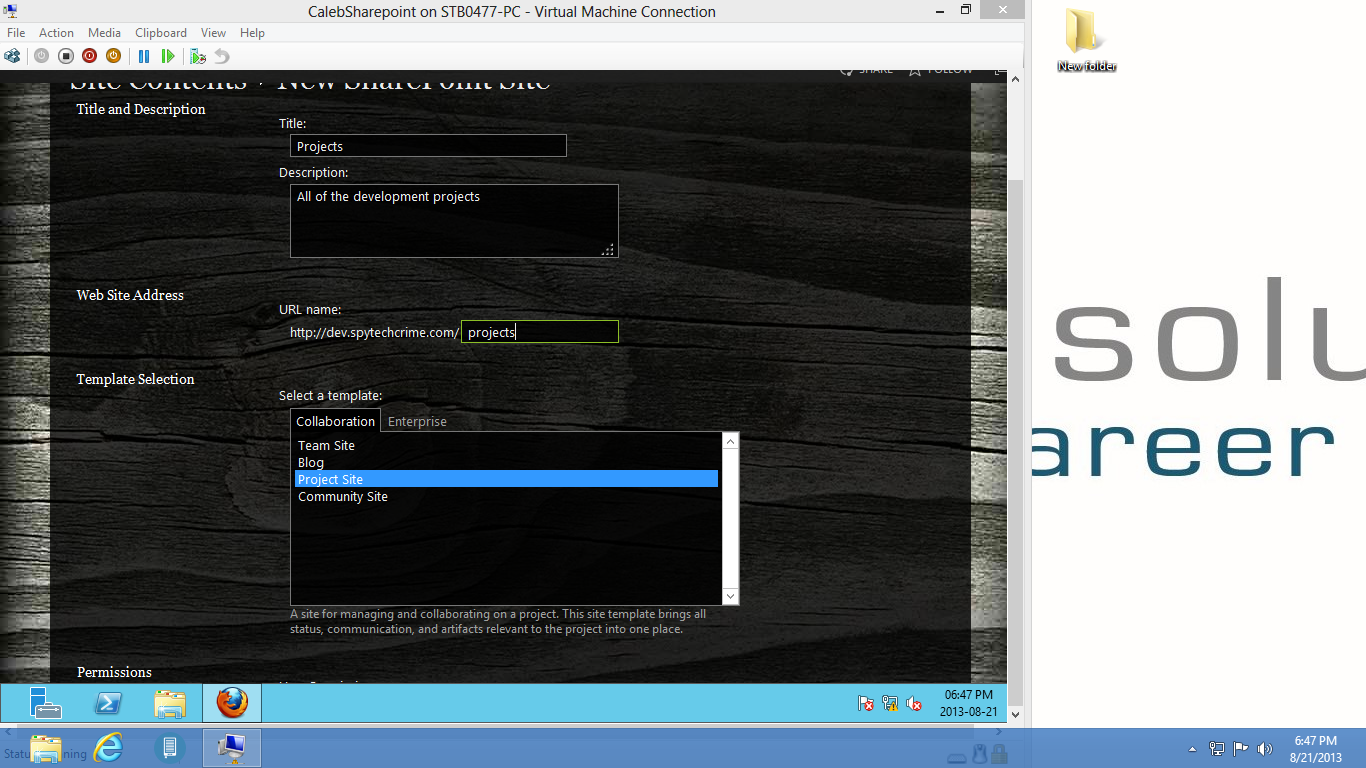 CalebSharepoint on STB0477-PC - Virtual Machine Connection
File Action Media Clipboard View Help
New folder
SHARE FOLLOW
Site Contents › New SharePoint Site
Title and Description
Title:
Projects
Description:
All of the development projects
Web Site Address
URL name:
http://dev.spytechcrime.com/ projects
Template Selection
Select a template:
Collaboration Enterprise
Team Site
Blog
Project Site
Community Site
A site for managing and collaborating on a project. This site template brings all
status, communication, and artifacts relevant to the project into one place.
Permissions
solu
areer
06:47 PM
2013-08-21
6:47 PM
8/21/2013